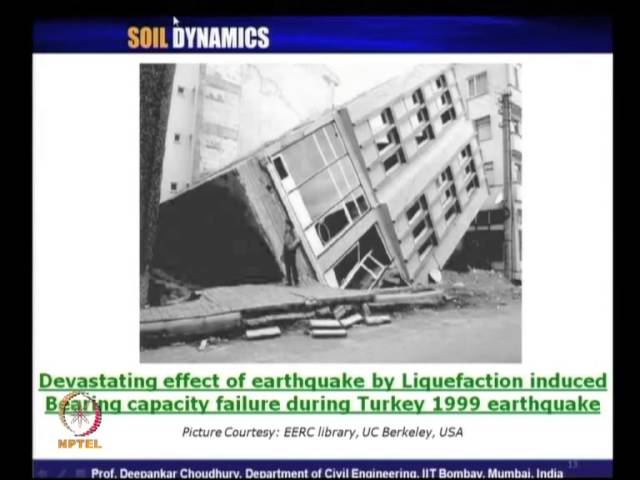 SOIL DYNAMICS
Devastating effect of earthquake by Liquefaction induced
Bearing capacity failure during Turkey 1999 earthquake
Picture Courtesy: EERC library, UC Berkeley, USA
NPTEL
13
Prof. Deepankar Choudhury, Department of Civil Engineering, IIT Bombay, Mumbai, India